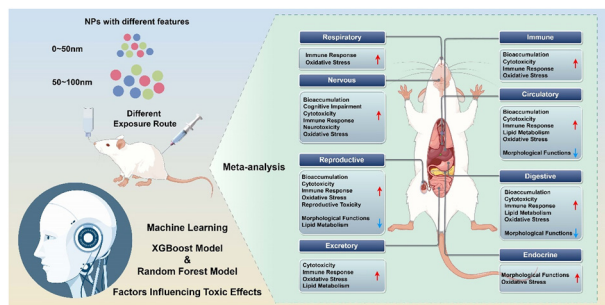 NPs with different features
0~50nm
50~100nm
Different
Exposure Route
Meta-analysis
Machine Learning
XGBoost Model
&
Random Forest Model
Factors Influencing Toxic Effects
Respiratory
Immune Response
Oxidative Stress
Nervous
Bioaccumulation
Cognitive Impairment
Cytotoxicity
Immune Response
Neurotoxicity
Oxidative Stress
Reproductive
Bioaccumulation
Cytotoxicity
Immune Response
Oxidative Stress
Reproductive Toxicity
Morphological Functions
Lipid Metabolism
Excretory
Cytotoxicity
Immune Response
Oxidative Stress
Lipid Metabolism
Immune
Bioaccumulation
Cytotoxicity
Immune Response
Oxidative Stress
Circulatory
Bioaccumulation
Cytotoxicity
Immune Response
Lipid Metabolism
Oxidative Stress
Morphological Functions
Digestive
Bioaccumulation
Cytotoxicity
Immune Response
Lipid Metabolism
Oxidative Stress
Morphological Functions
Endocrine
Morphological Functions
Oxidative Stress